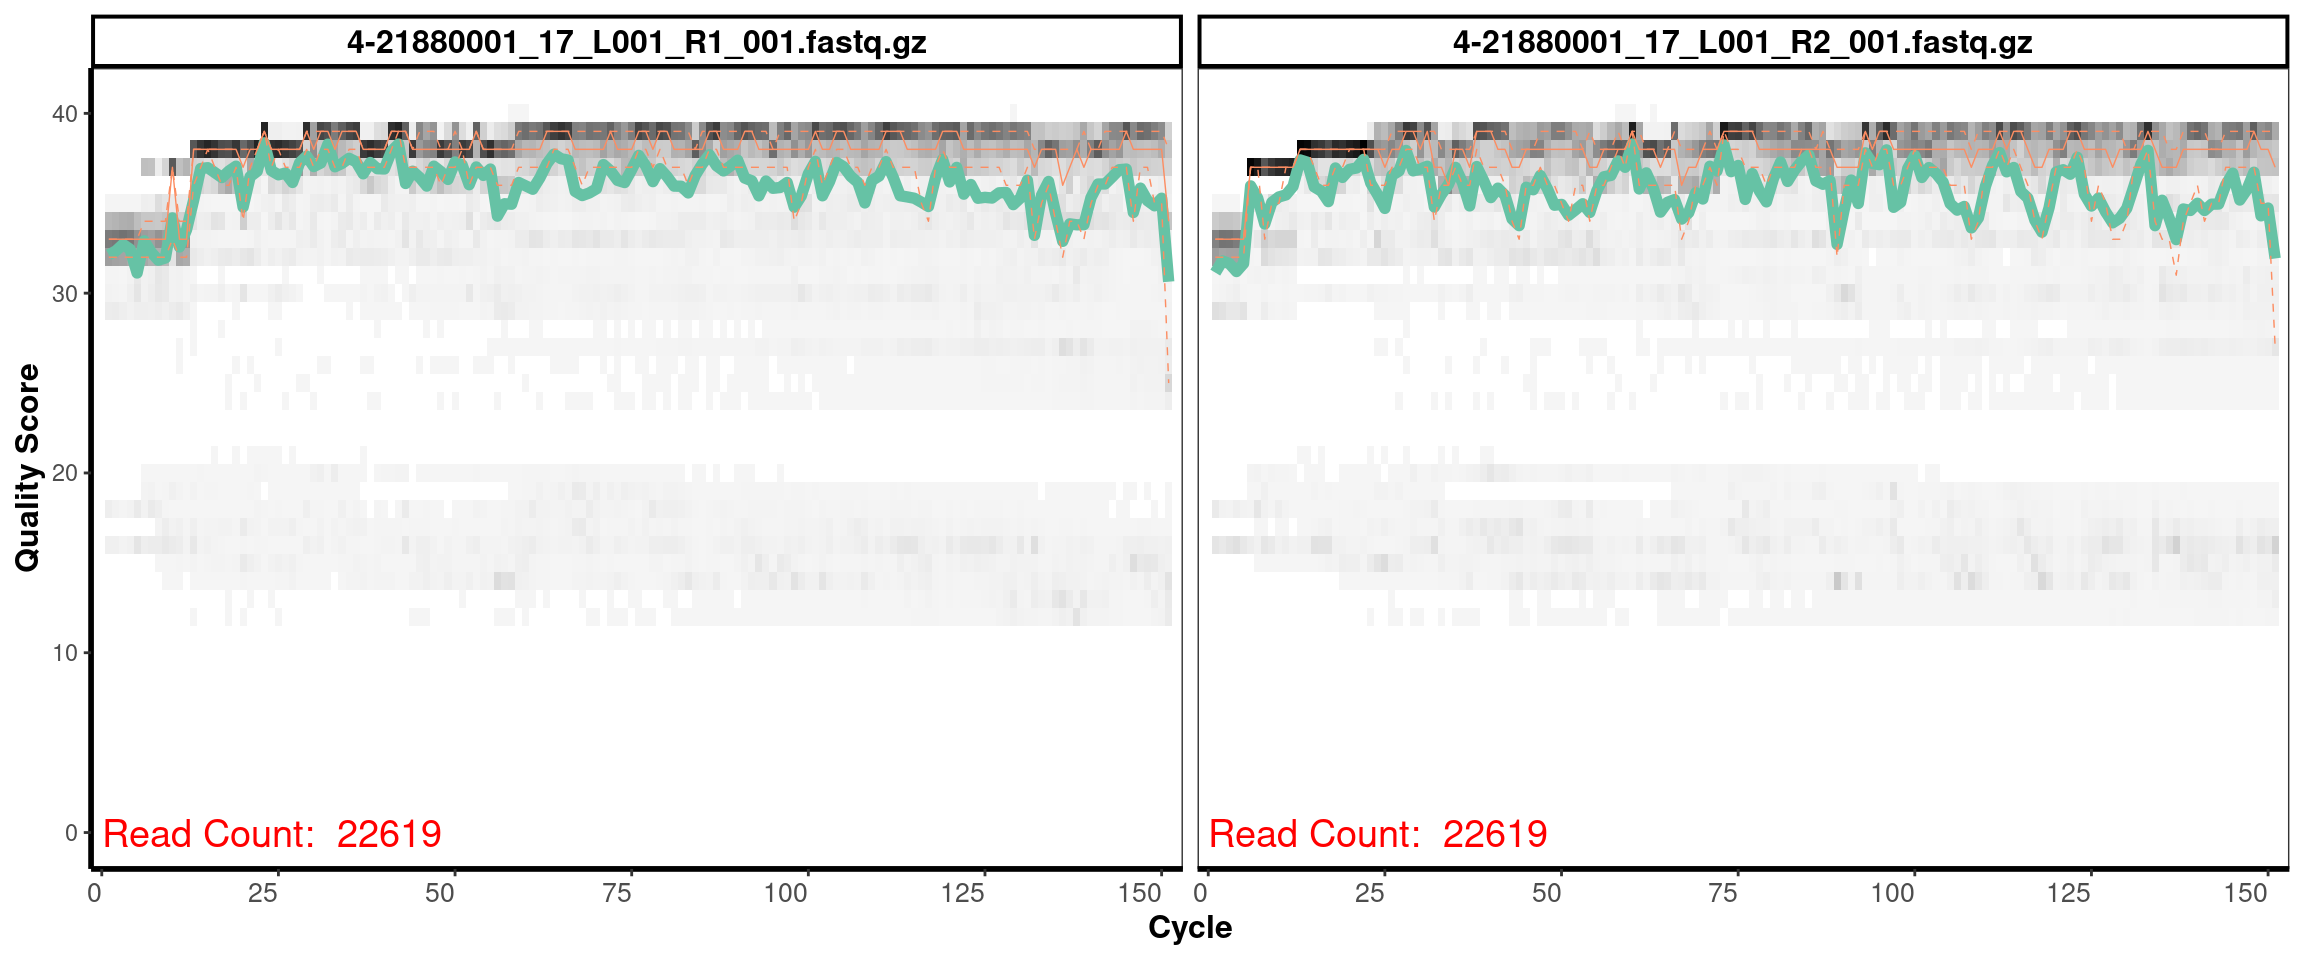 4-21880001_17_L001_R1_001.fastq.gz
4-21880001_17_L001_R2_001.fastq.gz
40
30
20
10
0
Quality Score
Read Count: 22619
Read Count: 22619
0 25 50 75 100 125 150
0 25 50 75 100 125 150
Cycle